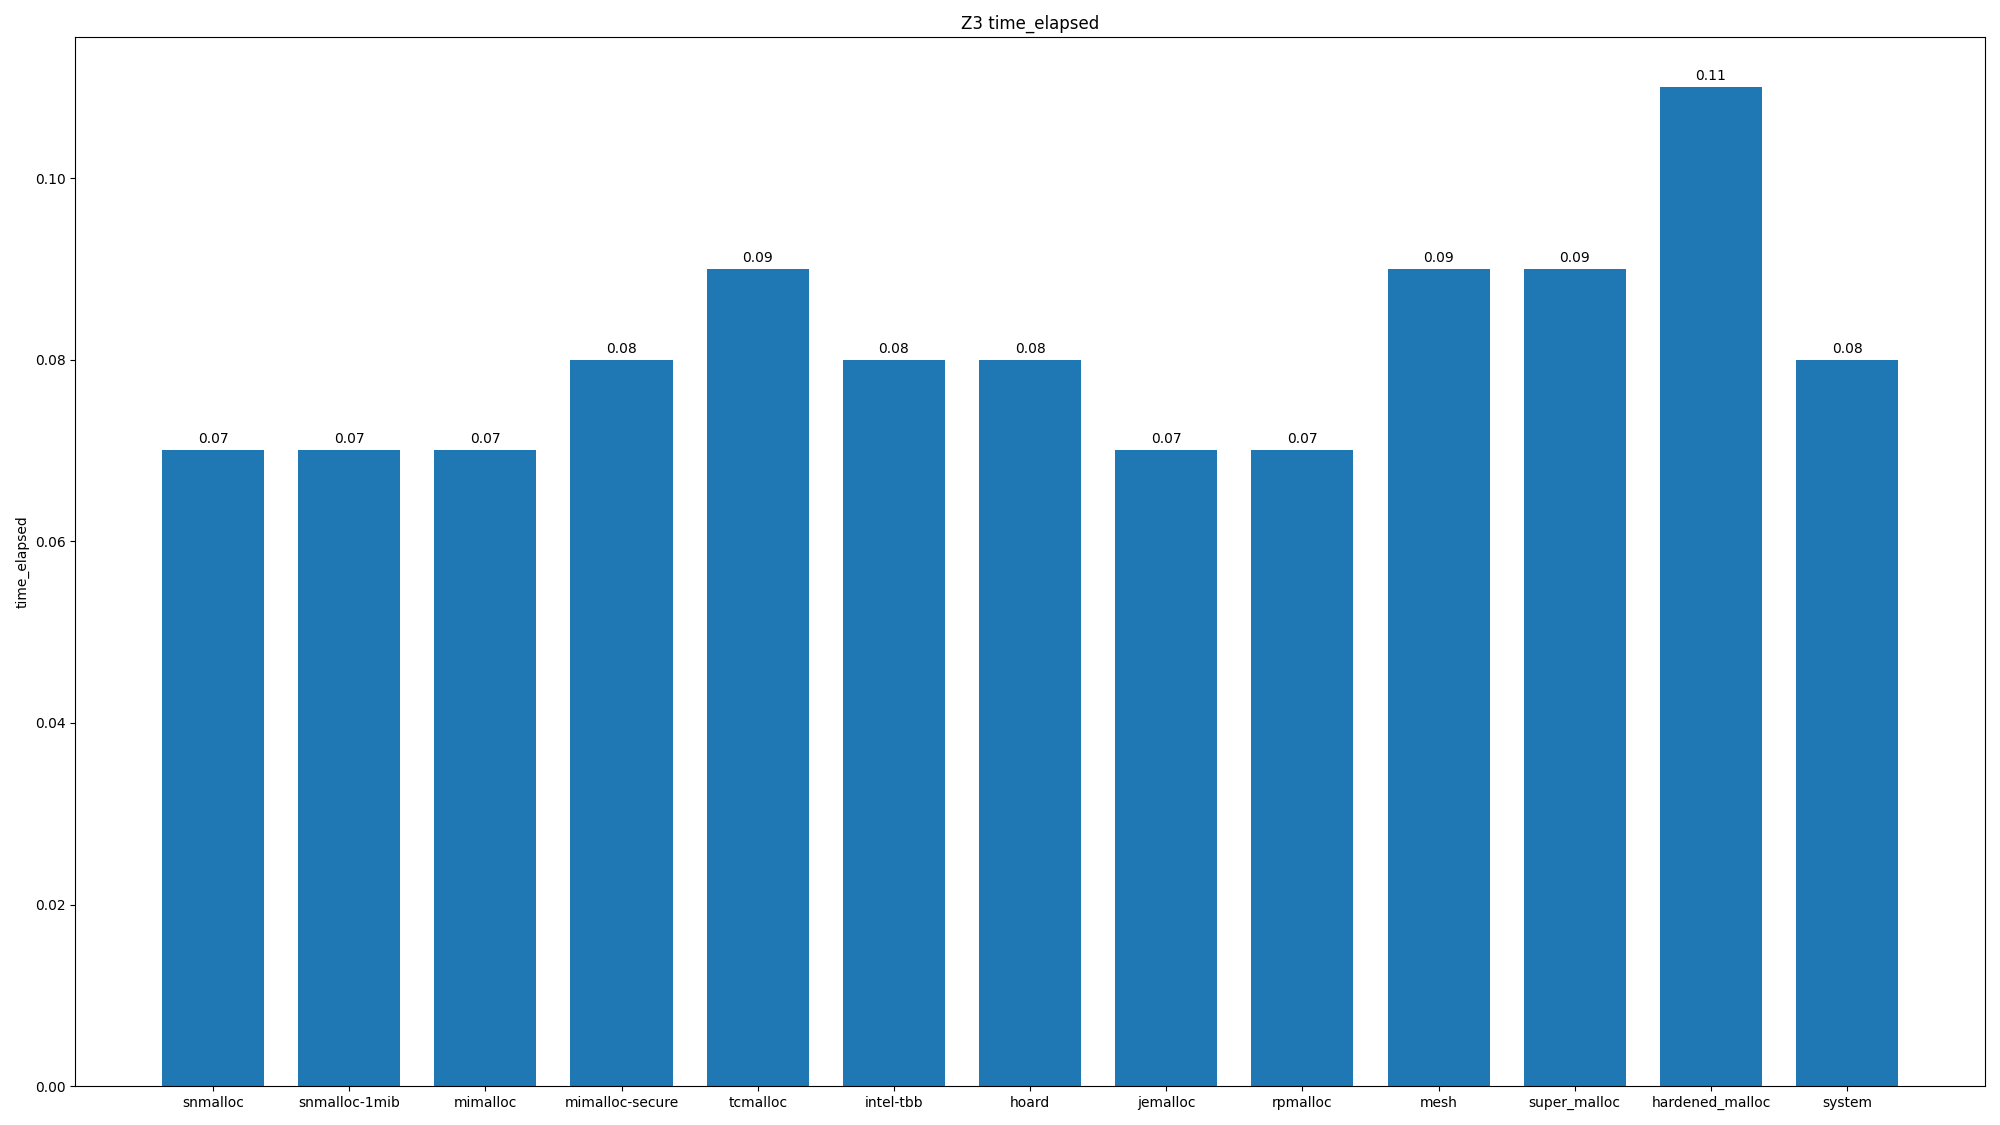 Z3 time_elapsed
time_elapsed
0.10
0.08
0.06
0.04
0.02
0.00
0.07
0.07
0.07
0.08
0.09
0.08
0.08
0.07
0.07
0.09
0.09
0.11
0.08
snmalloc
snmalloc-1mib
mimalloc
mimalloc-secure
tcmalloc
intel-tbb
hoard
jemalloc
rpmalloc
mesh
super_malloc
hardened_malloc
system